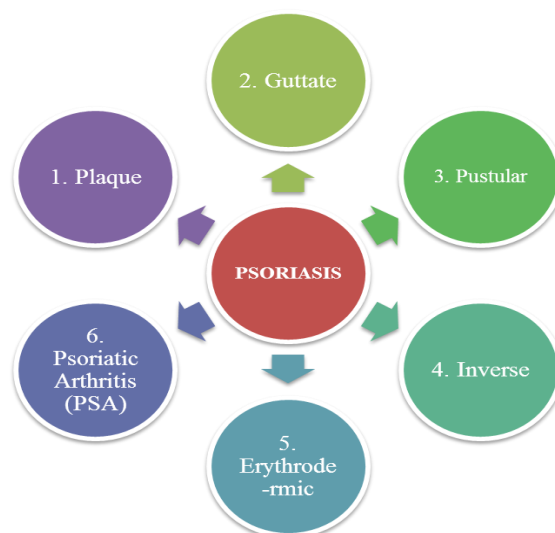 1. Plaque
2. Guttate
3. Pustular
PSORIASIS
4. Inverse
5.
Erythrode
-rmic
6.
Psoriatic
Arthritis
(PSA)